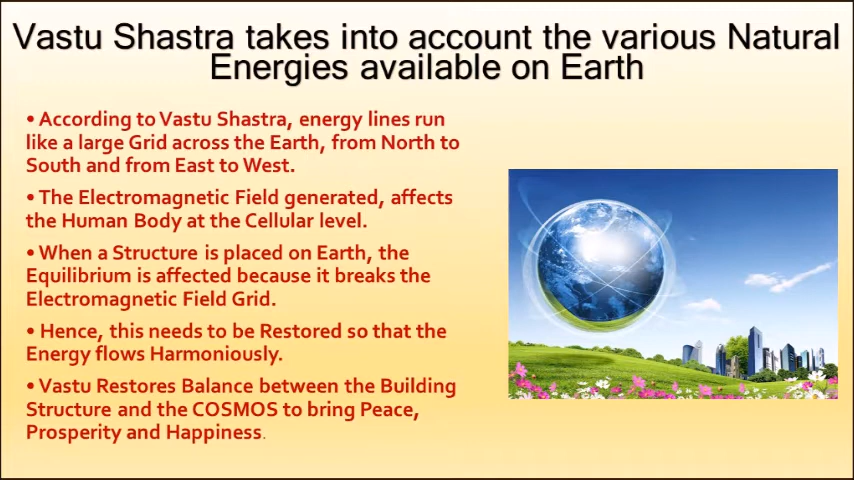 Vastu Shastra takes into account the various Natural
Energies available on Earth
• According to Vastu Shastra, energy lines run
like a large Grid across the Earth, from North to
South and from East to West.
• The Electromagnetic Field generated, affects
the Human Body at the Cellular level.
• When a Structure is placed on Earth, the
Equilibrium is affected because it breaks the
Electromagnetic Field Grid.
• Hence, this needs to be Restored so that the
Energy flows Harmoniously.
• Vastu Restores Balance between the Building
Structure and the COSMOS to bring Peace,
Prosperity and Happiness.